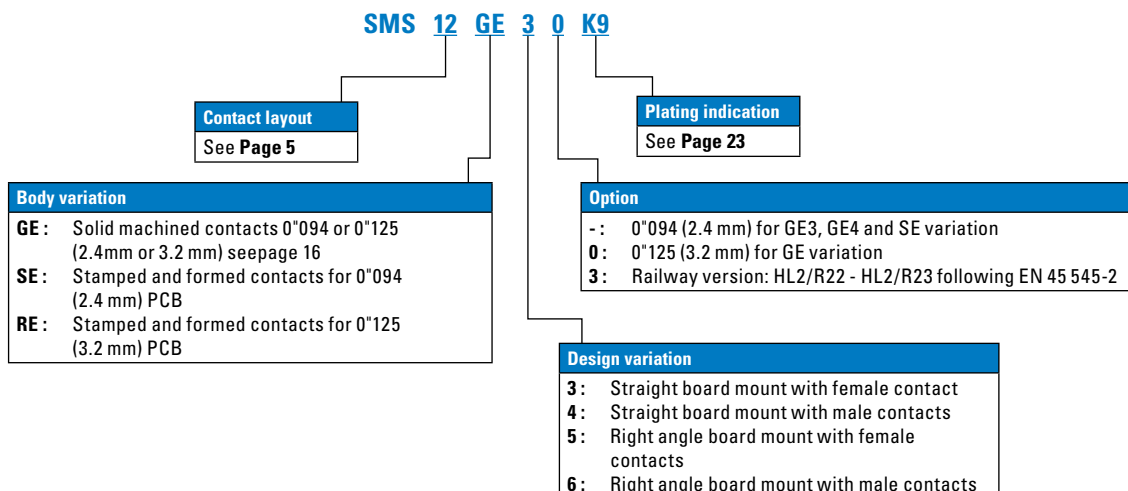 SMS 12 GE 3 0 K9
Contact layout
See Page 5
Plating indication
See Page 23
Body variation
GE : Solid machined contacts 0"094 or 0"125
(2.4mm or 3.2 mm) seepage 16
SE : Stamped and formed contacts for 0"094
(2.4 mm) PCB
RE : Stamped and formed contacts for 0"125
(3.2 mm) PCB
Option
- : 0"094 (2.4 mm) for GE3, GE4 and SE variation
0 : 0"125 (3.2 mm) for GE variation
3 : Railway version: HL2/R22 - HL2/R23 following EN 45 545-2
Design variation
3 : Straight board mount with female contact
4 : Straight board mount with male contacts
5 : Right angle board mount with female
contacts
6 : Right angle board mount with male contacts